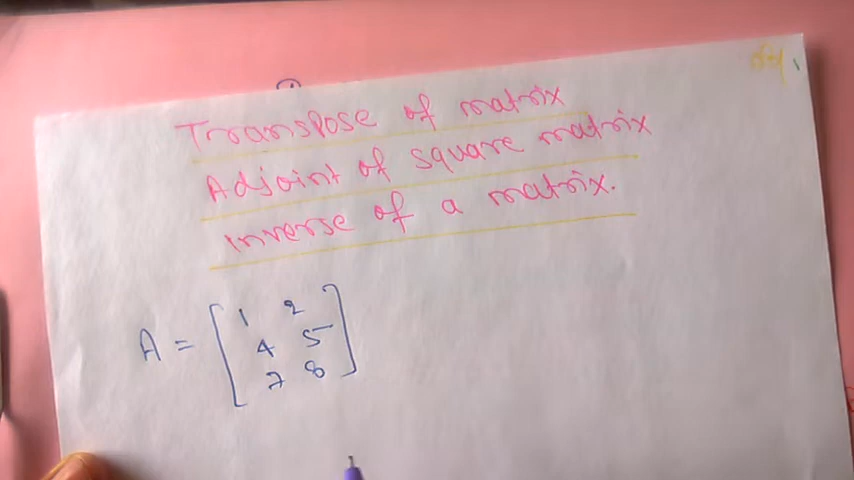 Transpose of matrix
Adjoint of square matrix
inverse of a matrix.
A = [ 1 2
4 5
7 8 ]